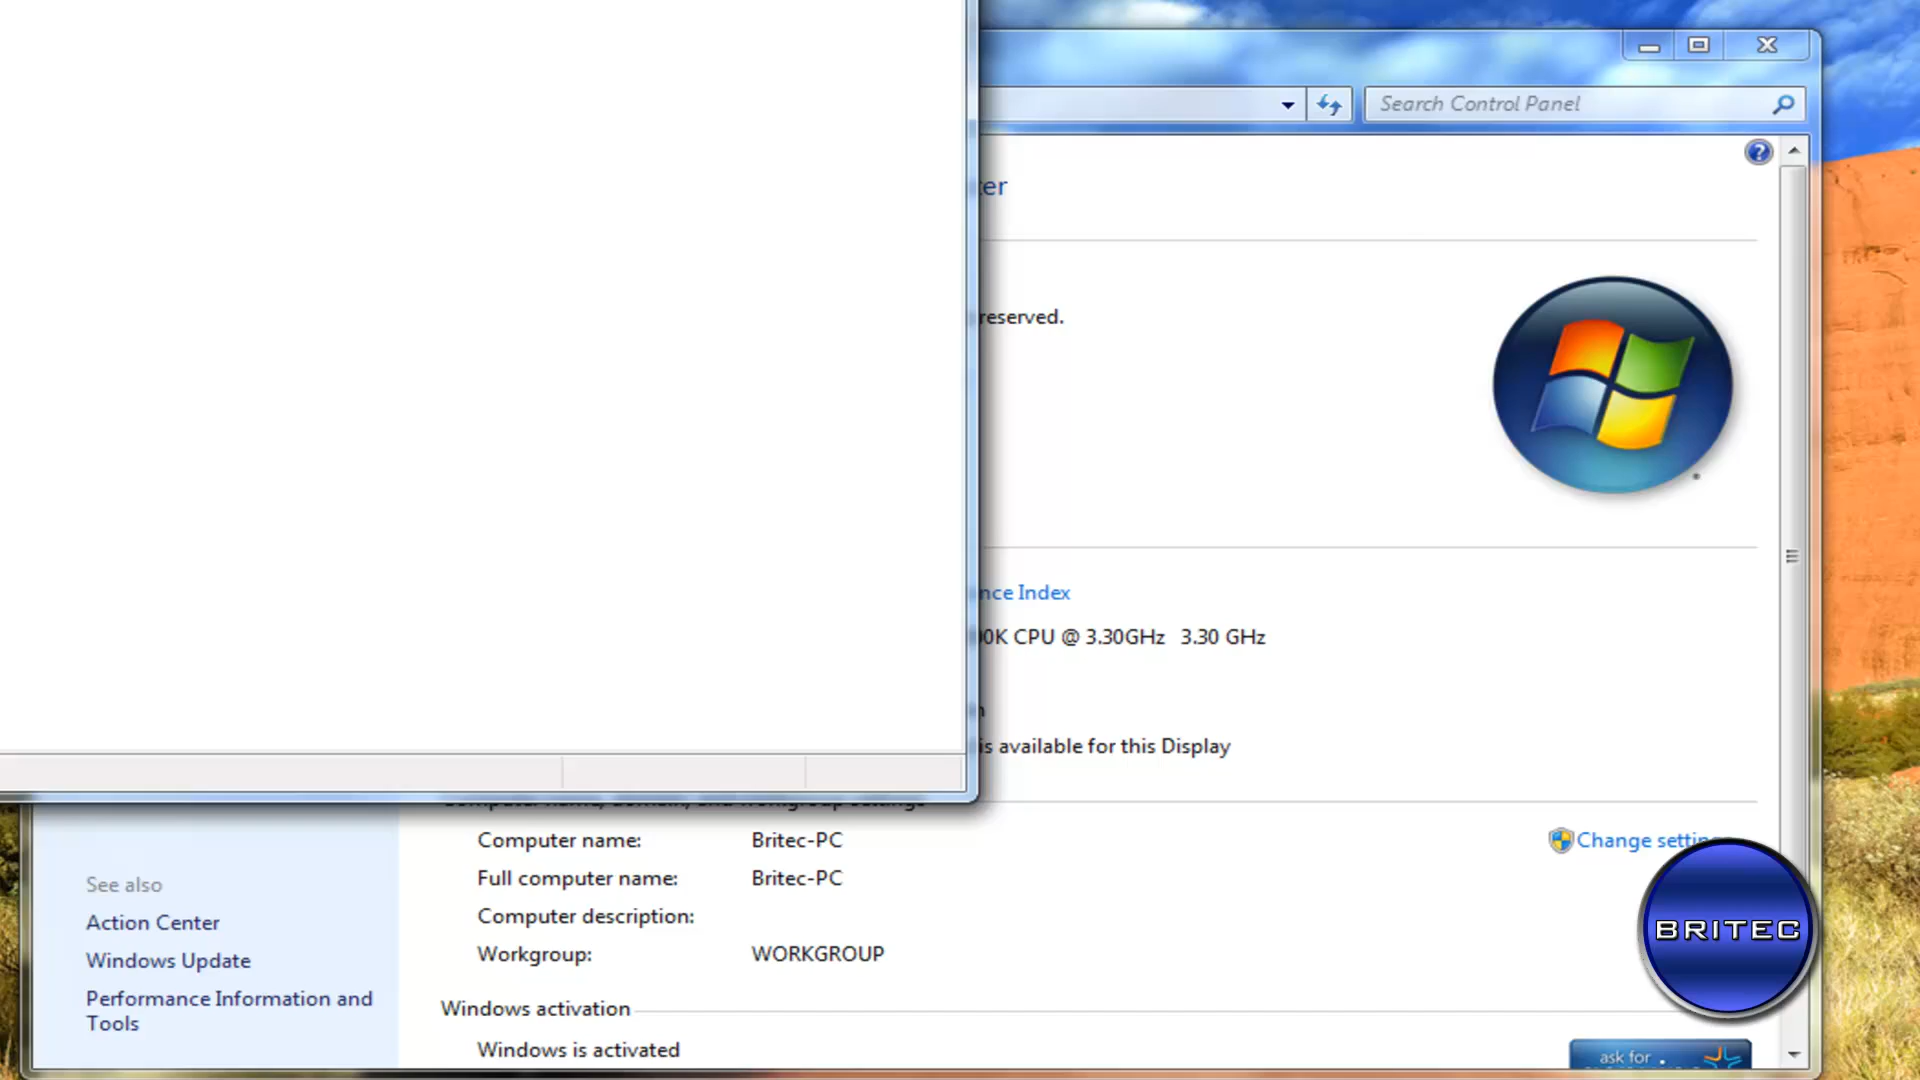 Search Control Panel
ter
reserved.
nce Index
00K CPU @ 3.30GHz 3.30 GHz
is available for this Display
Computer name, domain, and workgroup settings
Computer name: Britec-PC Change settings
Full computer name: Britec-PC
Computer description:
Workgroup: WORKGROUP
See also
Action Center
Windows Update
Performance Information and
Tools
Windows activation
Windows is activated
BRITEC
ask for